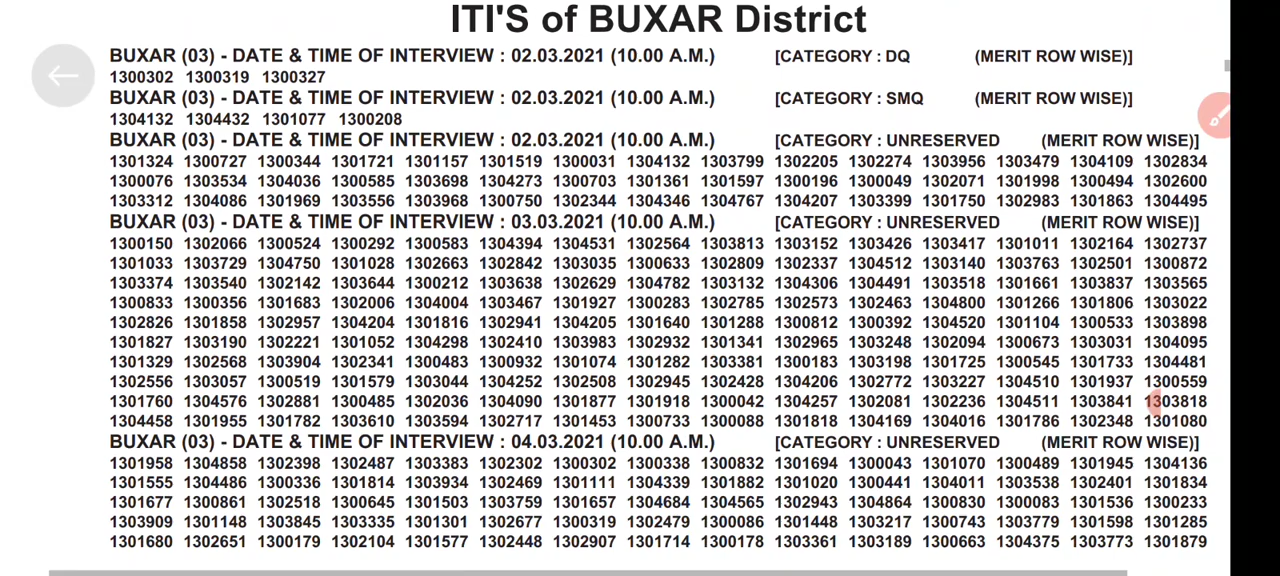 ITI'S of BUXAR District
BUXAR (03) - DATE & TIME OF INTERVIEW : 02.03.2021 (10.00 A.M.) [CATEGORY : DQ (MERIT ROW WISE)]
1300302 1300319 1300327
BUXAR (03) - DATE & TIME OF INTERVIEW : 02.03.2021 (10.00 A.M.) [CATEGORY : SMQ (MERIT ROW WISE)]
1304132 1304432 1301077 1300208
BUXAR (03) - DATE & TIME OF INTERVIEW : 02.03.2021 (10.00 A.M.) [CATEGORY : UNRESERVED (MERIT ROW WISE)]
1301324 1300727 1300344 1301721 1301157 1301519 1300031 1304132 1303799 1302205 1302274 1303956 1303479 1304109 1302834
1300076 1303534 1304036 1300585 1303698 1304273 1300703 1301361 1301597 1300196 1300049 1302071 1301998 1300494 1302600
1303312 1304086 1301969 1303556 1303968 1300750 1302344 1304346 1304767 1304207 1303399 1301750 1302983 1301863 1304495
BUXAR (03) - DATE & TIME OF INTERVIEW : 03.03.2021 (10.00 A.M.) [CATEGORY : UNRESERVED (MERIT ROW WISE)]
1300150 1302066 1300524 1300292 1300583 1304394 1304531 1302564 1303813 1303152 1303426 1303417 1301011 1302164 1302737
1301033 1303729 1304750 1301028 1302663 1302842 1303035 1300633 1302809 1302337 1304512 1303140 1303763 1302501 1300872
1303374 1303540 1302142 1303644 1300212 1303638 1302629 1304782 1303132 1304306 1304491 1303518 1301661 1303837 1303565
1300833 1300356 1301683 1302006 1304004 1303467 1301927 1300283 1302785 1302573 1302463 1304800 1301266 1301806 1303022
1302826 1301858 1302957 1304204 1301816 1302941 1304205 1301640 1301288 1300812 1300392 1304520 1301104 1300533 1303898
1301827 1303190 1302221 1301052 1304298 1302410 1303983 1302932 1301341 1302965 1303248 1302094 1300673 1303031 1304095
1301329 1302568 1303904 1302341 1300483 1300932 1301074 1301282 1303381 1300183 1303198 1301725 1300545 1301733 1304481
1302556 1303057 1300519 1301579 1303044 1304252 1302508 1302945 1302428 1304206 1302772 1303227 1304510 1301937 1300559
1301760 1304576 1302881 1300485 1302036 1304090 1301877 1301918 1300042 1304257 1302081 1302236 1304511 1303841 1303818
1304458 1301955 1301782 1303610 1303594 1302717 1301453 1300733 1300088 1301818 1304169 1304016 1301786 1302348 1301080
BUXAR (03) - DATE & TIME OF INTERVIEW : 04.03.2021 (10.00 A.M.) [CATEGORY : UNRESERVED (MERIT ROW WISE)]
1301958 1304858 1302398 1302487 1303383 1302302 1300302 1300338 1300832 1301694 1300043 1301070 1300489 1301945 1304136
1301555 1304486 1300336 1301814 1303934 1302469 1301111 1304339 1301882 1301020 1300441 1304011 1303538 1302401 1301834
1301677 1300861 1302518 1300645 1301503 1303759 1301657 1304684 1304565 1302943 1304864 1300830 1300083 1301536 1300233
1303909 1301148 1303845 1303335 1301301 1302677 1300319 1302479 1300086 1301448 1303217 1300743 1303779 1301598 1301285
1301680 1302651 1300179 1302104 1301577 1302448 1302907 1301714 1300178 1303361 1303189 1300663 1304375 1303773 1301879